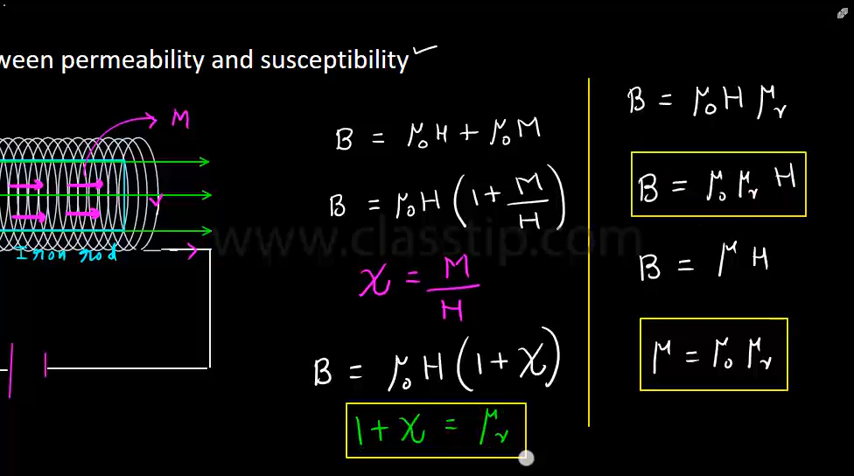 ween permeability and susceptibility
M
Iron rod
B = μ₀H + μ₀M
B = μ₀H (1 + M/H)
χ = M/H
B = μ₀H (1 + χ)
1 + χ = μᵣ
B = μ₀H μᵣ
B = μ₀ μᵣ H
B = μ H
μ = μ₀ μᵣ
www.classtip.com